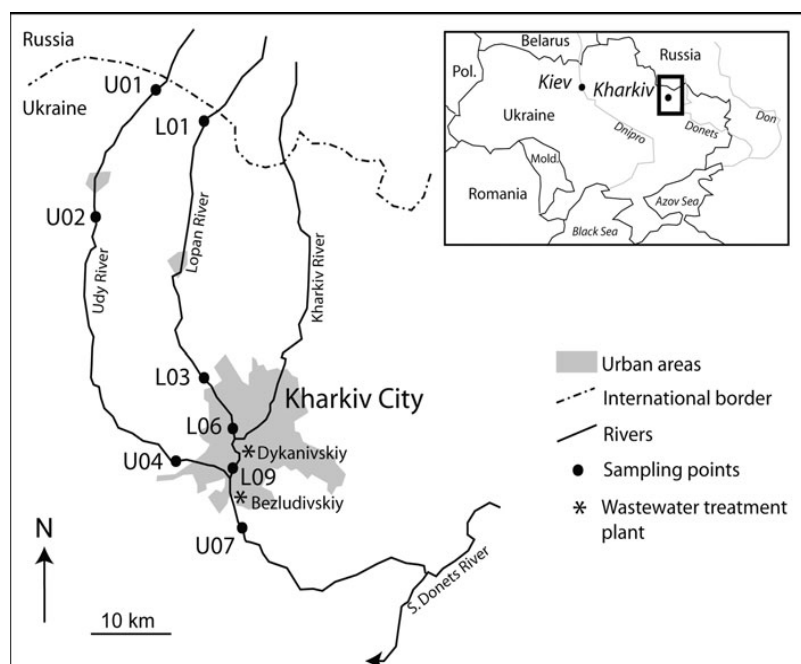 Russia
U01
Ukraine
L01
U02
Udy River
Lopan River
Kharkiv River
L03
Kharkiv City
L06
Dykanivskiy
U04
L09
Bezludivskiy
U07
S. Donets River
N
10 km
Belarus
Russia
Pol.
Kiev
Kharkiv
Ukraine
Dnipro
Donets
Don
Mold.
Romania
Azov Sea
Black Sea
Urban areas
International border
Rivers
Sampling points
Wastewater treatment
plant